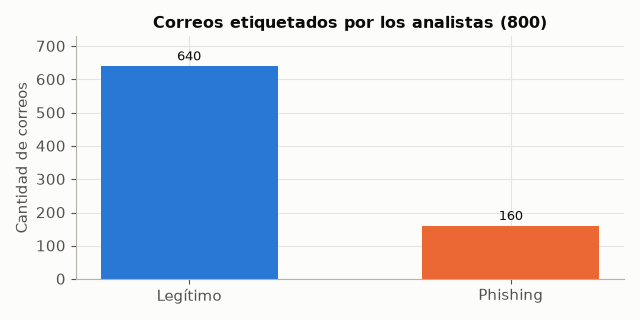 Correos etiquetados por los analistas (800)
Cantidad de correos
700
600
500
400
300
200
100
0
640
160
Legítimo
Phishing